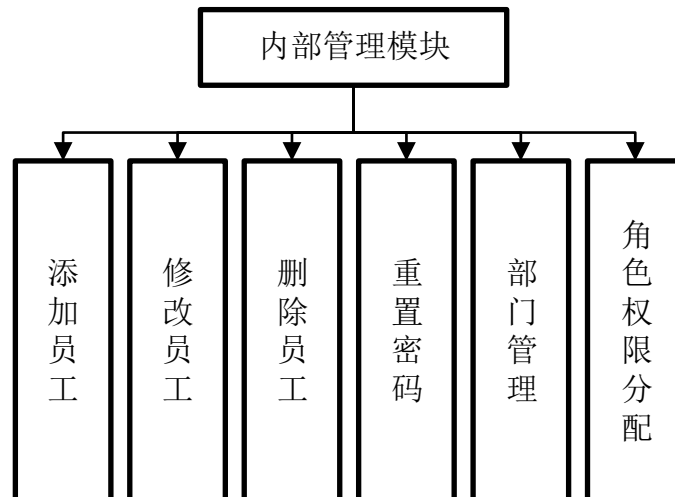 内部管理模块
添加员工
修改员工
删除员工
重置密码
部门管理
角色权限分配